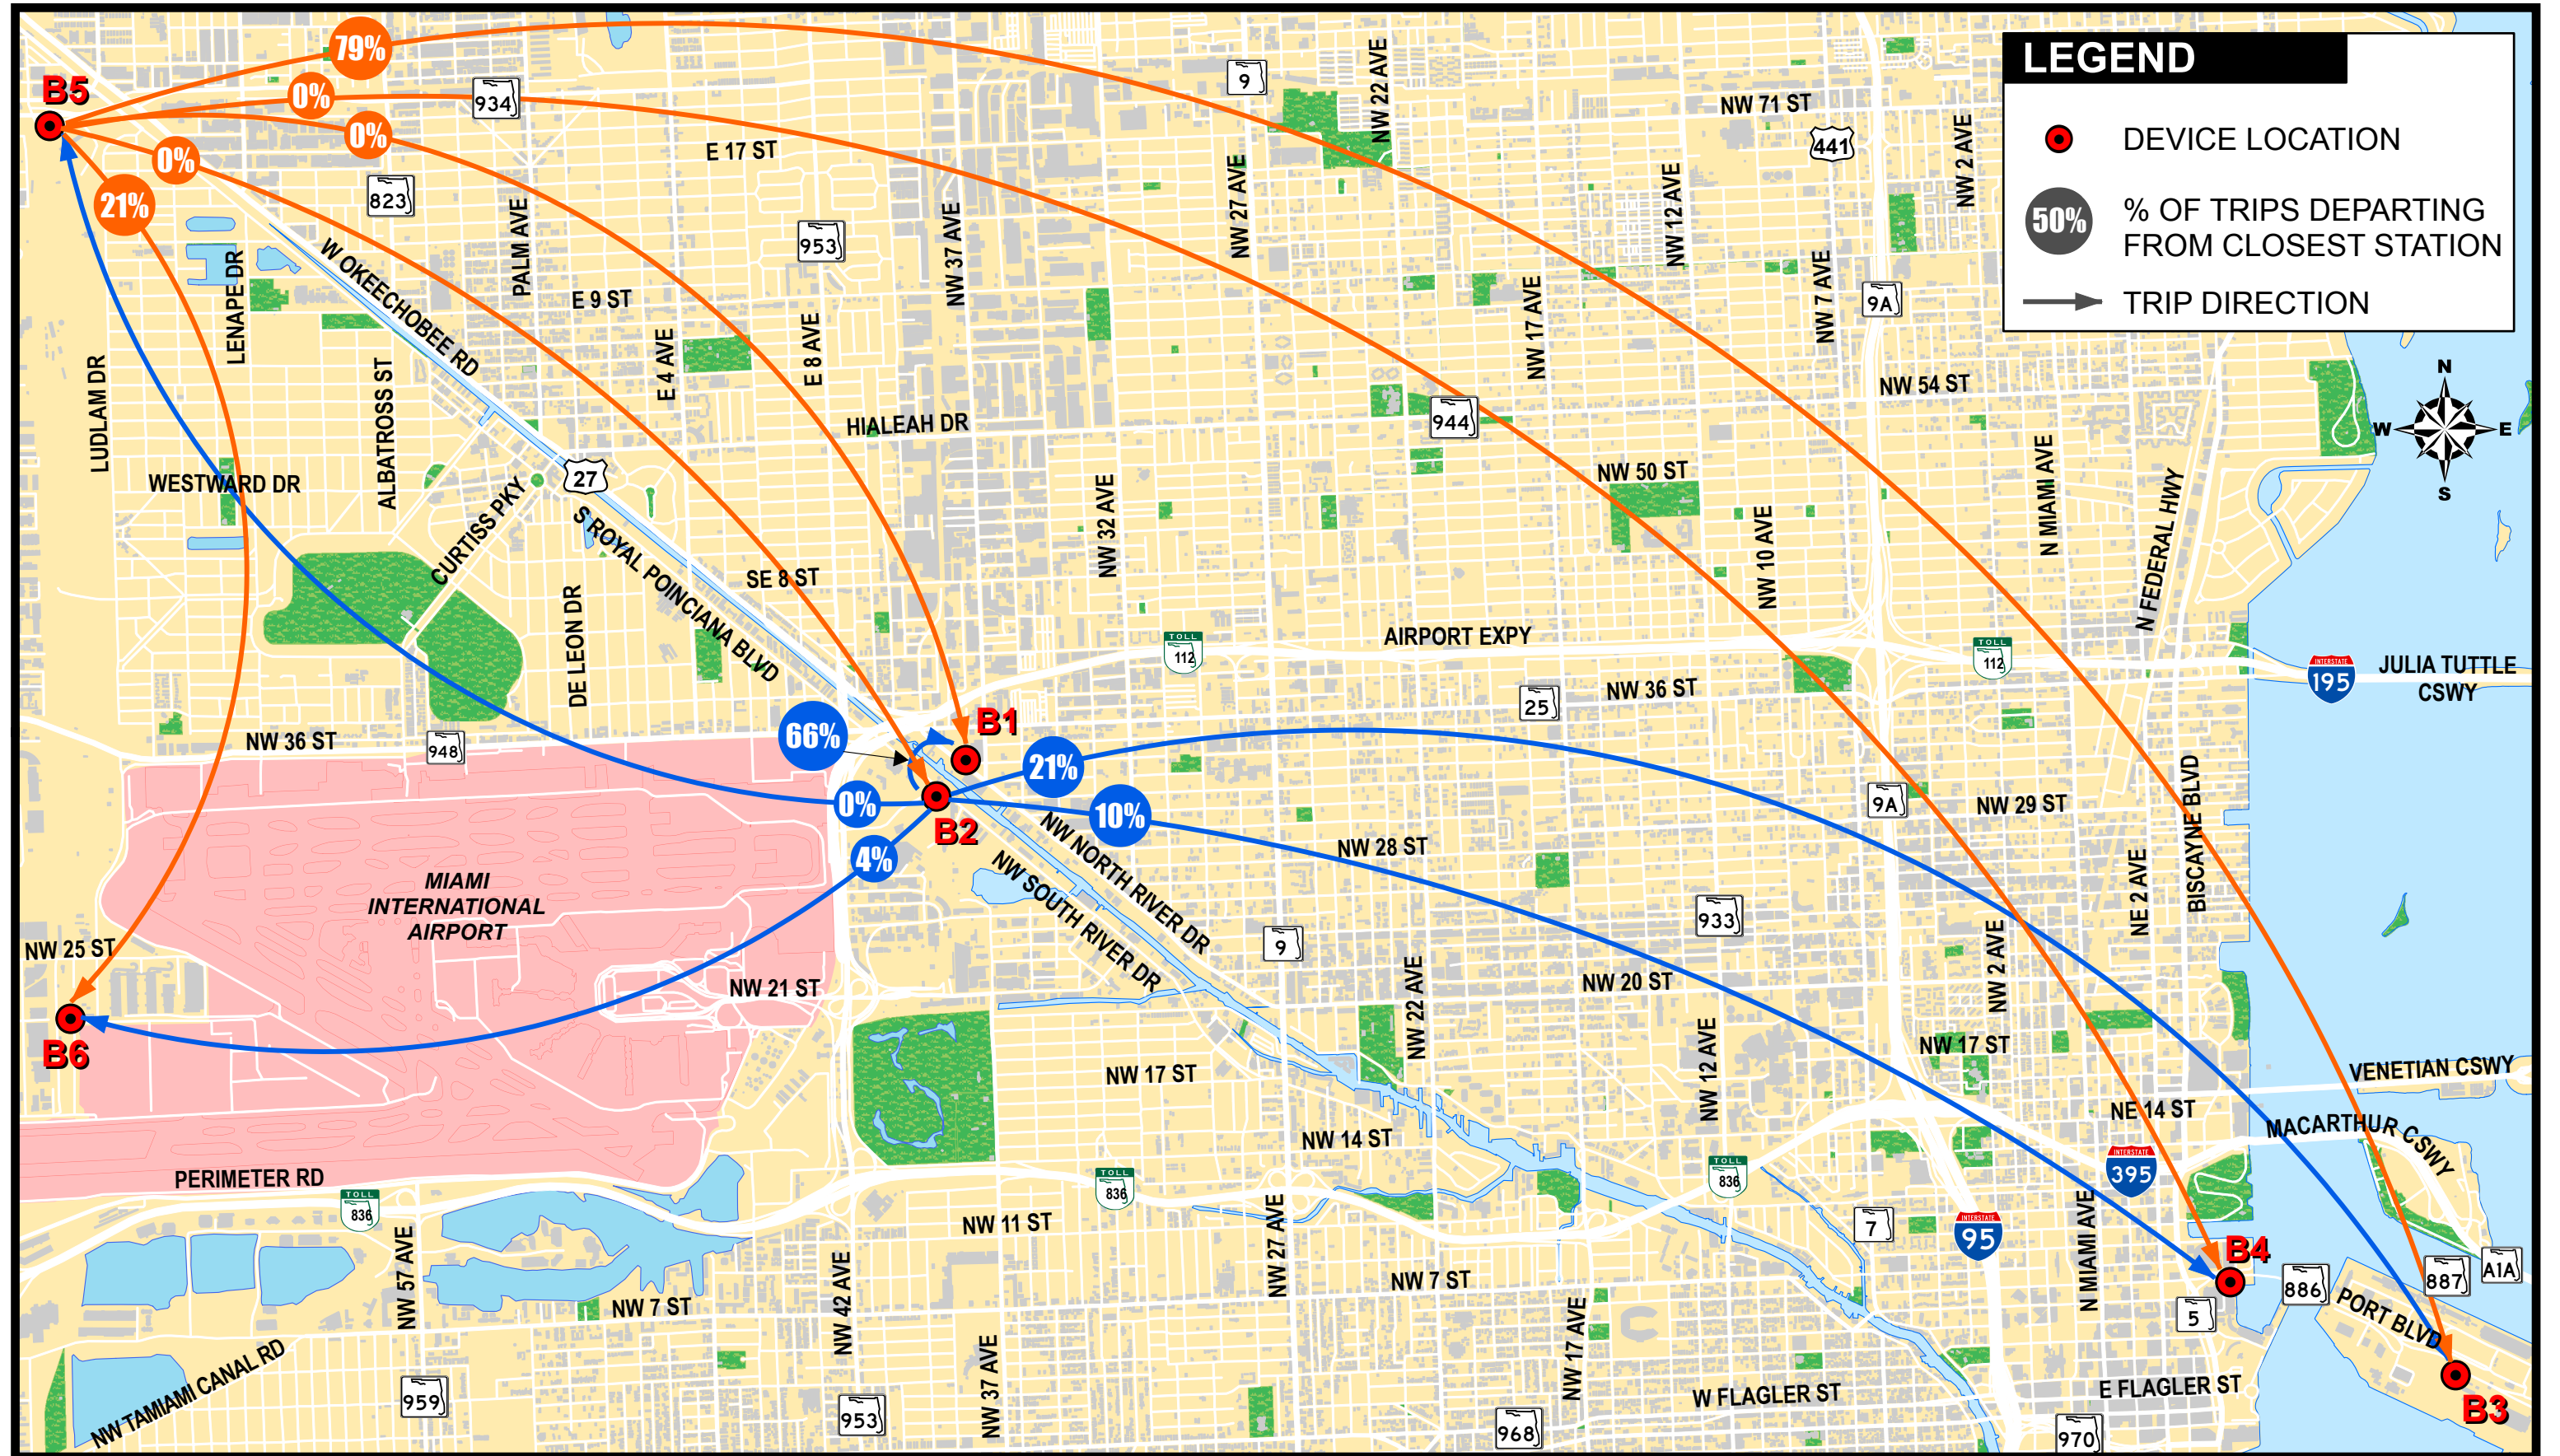 79%
LEGEND
B5
0%
934
9
NW 22 AVE
NW 71 ST
0%
DEVICE LOCATION
441
NW 2 AVE
E 17 ST
0%
NW 27 AVE
NW 12 AVE
823
21%
50%
% OF TRIPS DEPARTING
FROM CLOSEST STATION
PALM AVE
953
NW 37 AVE
W OKEECHOBEE RD
LENAPE DR
E 9 ST
NW 17 AVE
NW 7 AVE
9A
TRIP DIRECTION
LUDLAM DR
ALBATROSS ST
E 4 AVE
E 8 AVE
NW 54 ST
N
W
E
S
HIALEAH DR
944
WESTWARD DR
27
NW 50 ST
CURTISS PKY
S ROYAL POINCIANA BLVD
NW 32 AVE
NW 10 AVE
N MIAMI AVE
N FEDERAL HWY
SE 8 ST
DE LEON DR
AIRPORT EXPY
TOLL
112
TOLL
112
INTERSTATE
195
JULIA TUTTLE
CSWY
NW 36 ST
25
66%
B1
NW 36 ST
948
21%
0%
B2
10%
9A
NW 29 ST
BISCAYNE BLVD
4%
NW NORTH RIVER DR
NW SOUTH RIVER DR
NW 28 ST
NE 2 AVE
MIAMI
INTERNATIONAL
AIRPORT
933
NW 25 ST
9
NW 2 AVE
NW 21 ST
NW 22 AVE
NW 20 ST
B6
NW 17 ST
NW 12 AVE
NW 17 ST
VENETIAN CSWY
NE 14 ST
MACARTHUR CSWY
NW 14 ST
PERIMETER RD
TOLL
836
TOLL
836
TOLL
836
INTERSTATE
395
NW 57 AVE
NW 11 ST
NW 27 AVE
7
INTERSTATE
95
N MIAMI AVE
B4
NW 42 AVE
NW 7 ST
886
887
A1A
NW 7 ST
5
PORT BLVD
NW TAMIAMI CANAL RD
NW 37 AVE
NW 17 AVE
959
953
968
W FLAGLER ST
E FLAGLER ST
970
B3